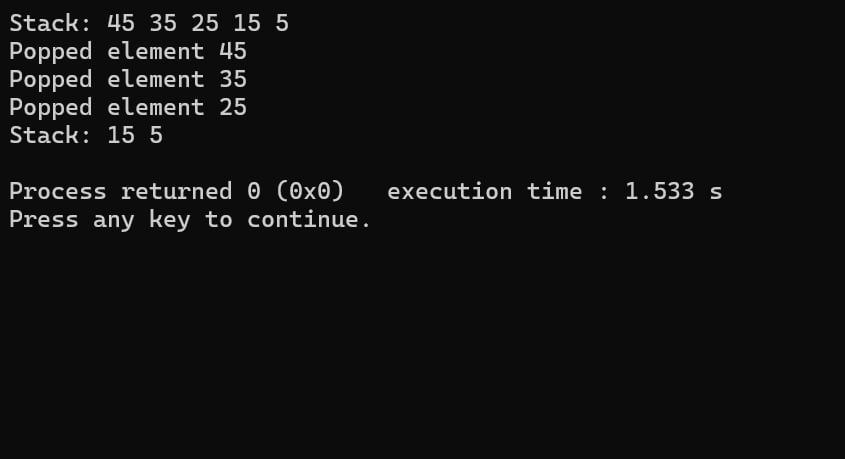 Stack: 45 35 25 15 5
Popped element 45
Popped element 35
Popped element 25
Stack: 15 5

Process returned 0 (0x0)   execution time : 1.533 s
Press any key to continue.